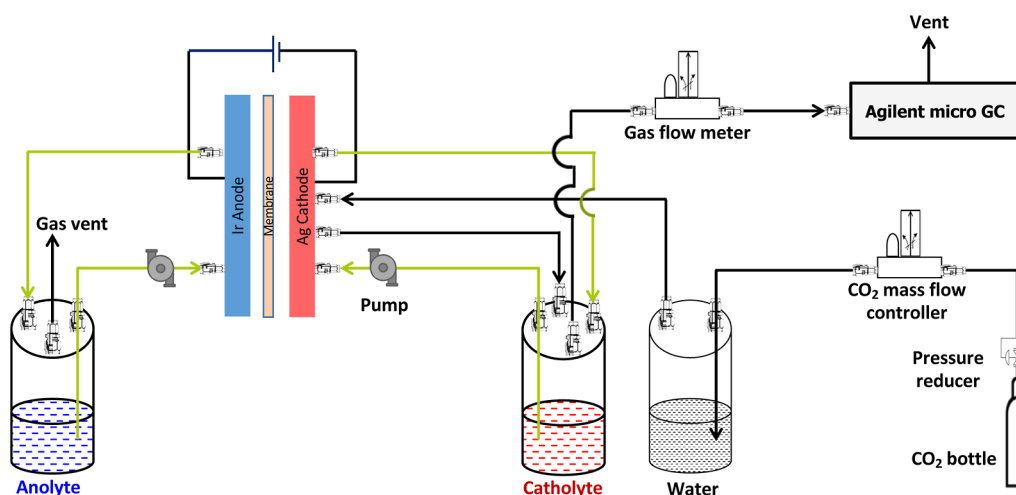 Vent
Agilent micro GC
Gas flow meter
Ir Anode
Membrane
Ag Cathode
Gas vent
Pump
CO₂ mass flow
controller
Pressure
reducer
CO₂ bottle
Anolyte
Catholyte
Water